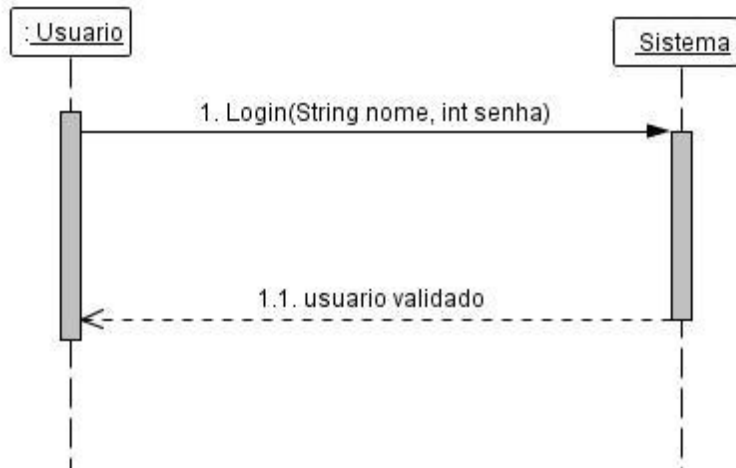 : Usuario
Sistema
1. Login(String nome, int senha)
1.1. usuario validado